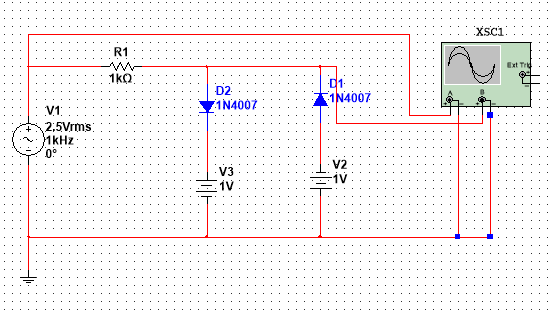 XSC1
Ext Trig
+
A
B
+
R1
1kΩ
D2
1N4007
D1
1N4007
V1
2.5Vrms
1kHz
0°
V3
1V
V2
1V